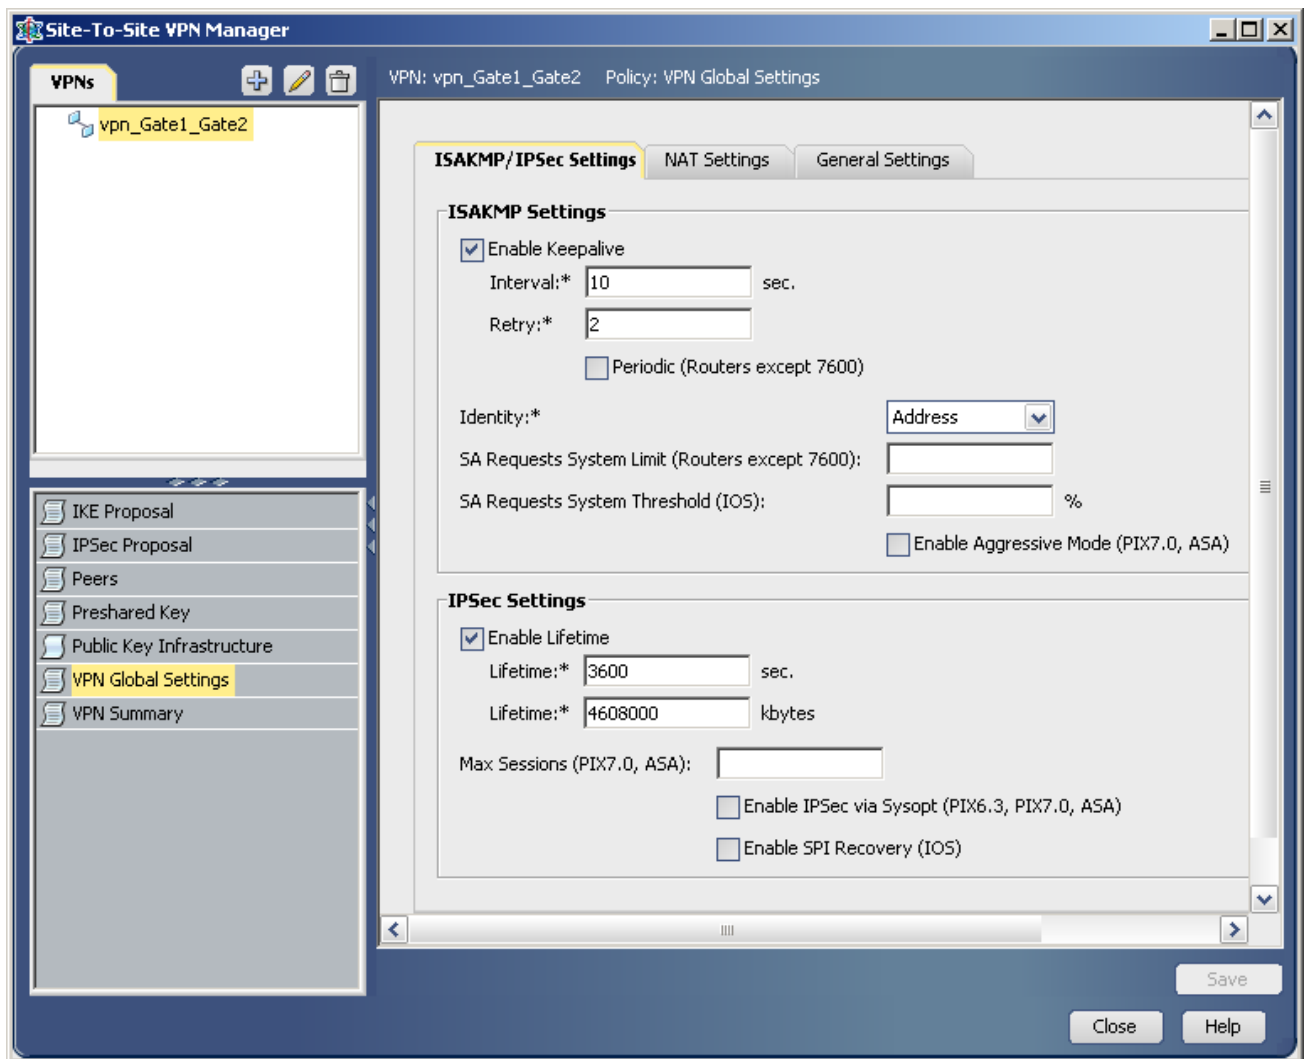 Site-To-Site VPN Manager
VPNs
VPN: vpn_Gate1_Gate2 Policy: VPN Global Settings
vpn_Gate1_Gate2
ISAKMP/IPSec Settings NAT Settings General Settings
ISAKMP Settings
Enable Keepalive
Interval:* 10 sec.
Retry:* 2
Periodic (Routers except 7600)
Identity:* Address
SA Requests System Limit (Routers except 7600):
SA Requests System Threshold (IOS): %
Enable Aggressive Mode (PIX7.0, ASA)
IPSec Settings
Enable Lifetime
Lifetime:* 3600 sec.
Lifetime:* 4608000 kbytes
Max Sessions (PIX7.0, ASA):
Enable IPSec via Sysopt (PIX6.3, PIX7.0, ASA)
Enable SPI Recovery (IOS)
IKE Proposal
IPSec Proposal
Peers
Preshared Key
Public Key Infrastructure
VPN Global Settings
VPN Summary
Save
Close Help